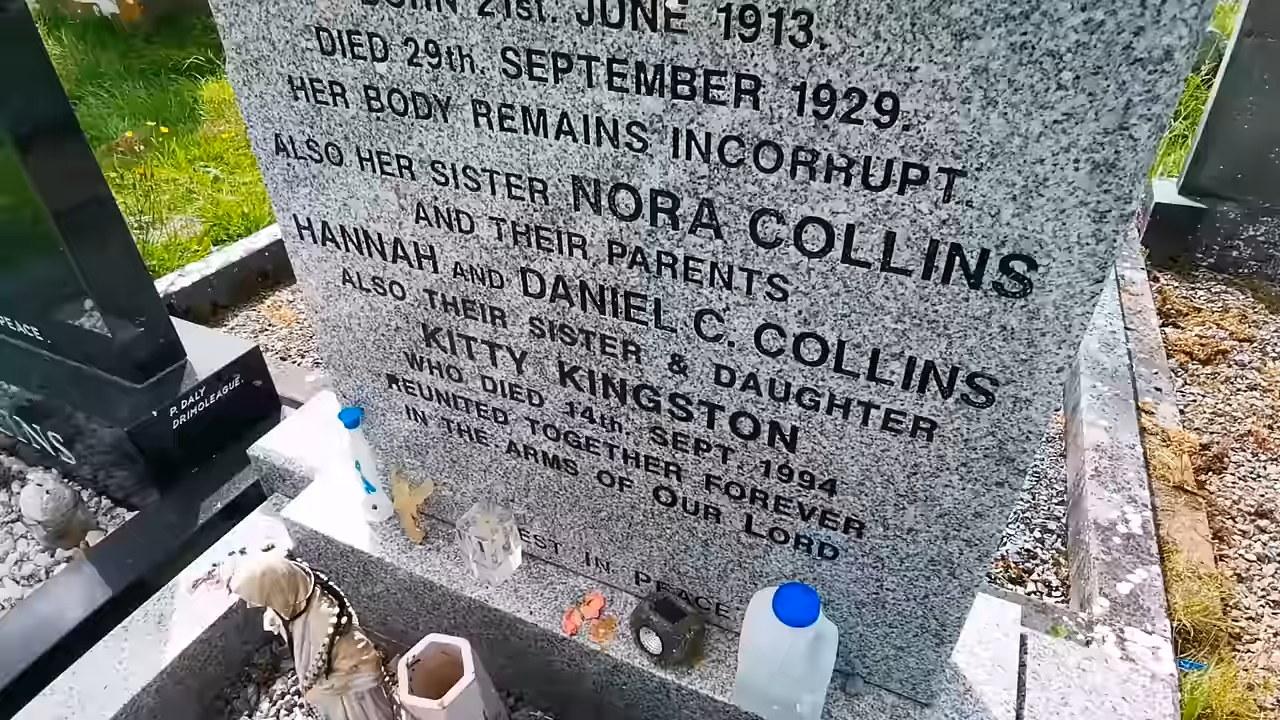 BORN 21st. JUNE 1913.
DIED 29th. SEPTEMBER 1929.
HER BODY REMAINS INCORRUPT.
ALSO HER SISTER NORA COLLINS
AND THEIR PARENTS
HANNAH AND DANIEL C. COLLINS
ALSO THEIR SISTER & DAUGHTER
KITTY KINGSTON
WHO DIED 14th. SEPT. 1994
REUNITED TOGETHER FOREVER
IN THE ARMS OF OUR LORD
REST IN PEACE
PEACE.
P. DALY
DRIMOLEAGUE.